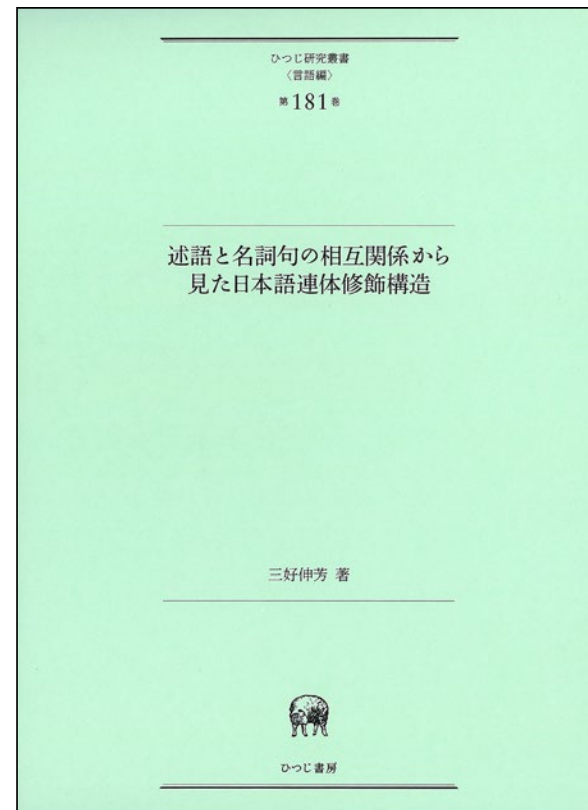 ひつじ研究叢書
〈言語編〉
第181巻
述語と名詞句の相互関係から
見た日本語連体修飾構造
三好伸芳 著
ひつじ書房